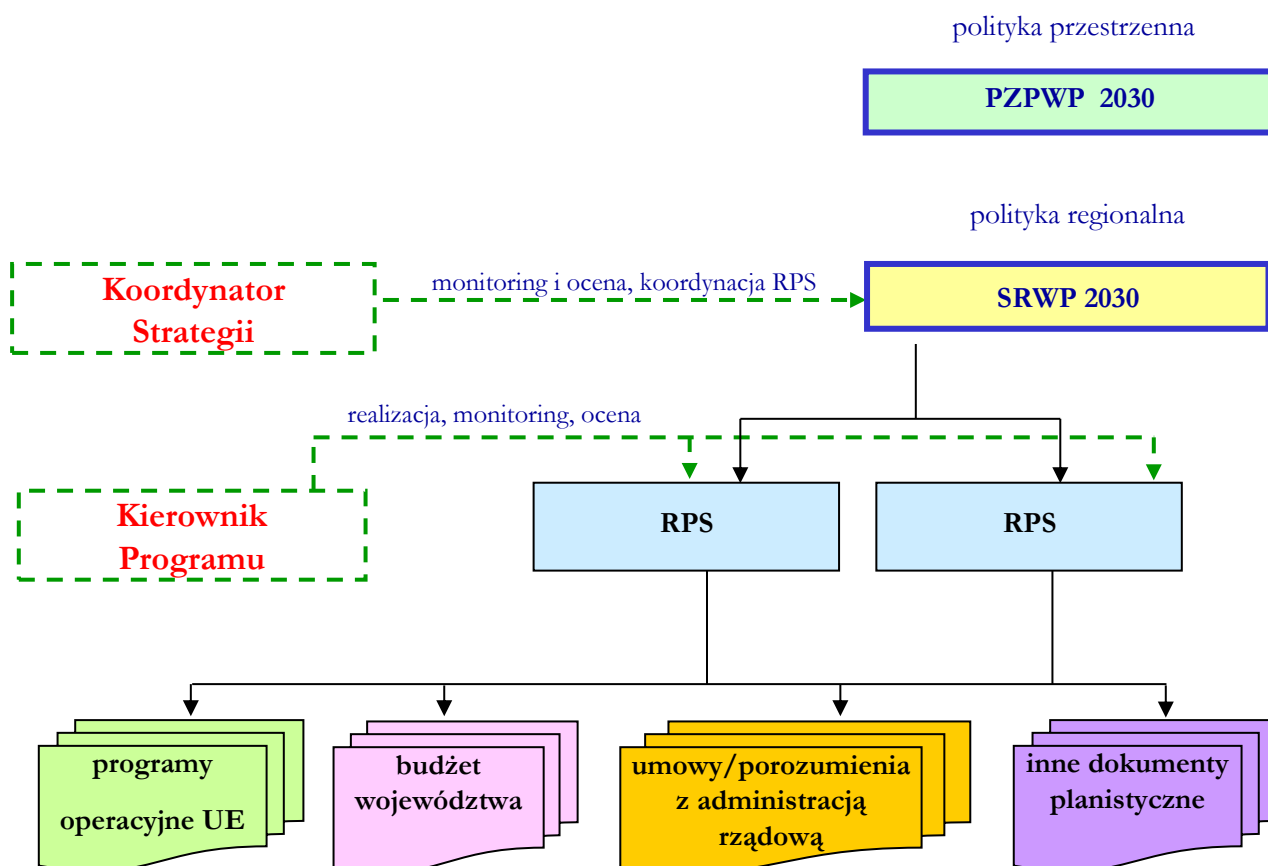 polityka przestrzenna
PZPWP 2030
polityka regionalna
Koordynator
Strategii
monitoring i ocena, koordynacja RPS
SRWP 2030
realizacja, monitoring, ocena
Kierownik
Programu
RPS
RPS
programy
operacyjne UE
budżet
województwa
umowy/porozumienia
z administracją
rządową
inne dokumenty
planistyczne